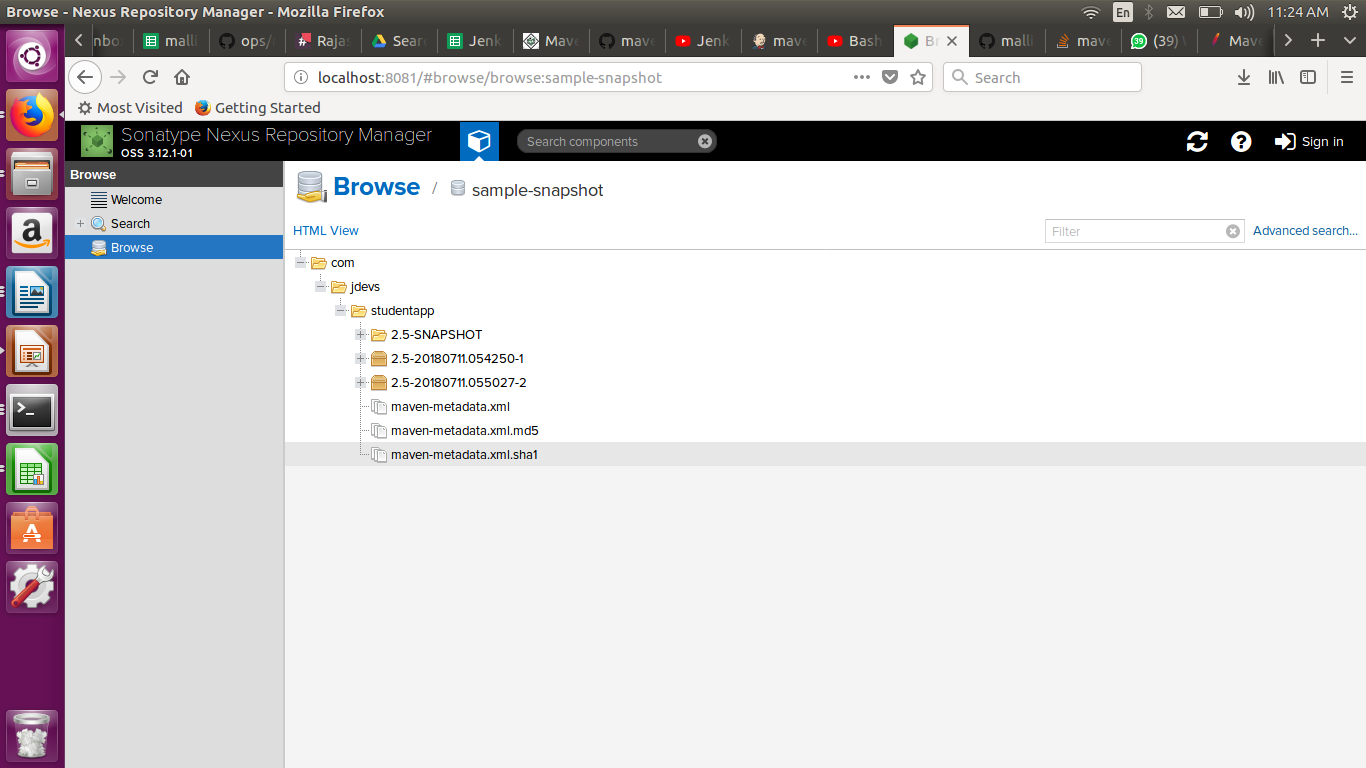 Browse - Nexus Repository Manager - Mozilla Firefox
En
11:24 AM
nbo
malli
ops/
Rajas
Sear
Jenk
Mave
mave
Jenk
mave
Bash
B
malli
mave
39
(39)
Mave
localhost:8081/#browse/browse:sample-snapshot
Search
Most Visited
Getting Started
Sonatype Nexus Repository Manager
OSS 3.12.1-01
Search components
Sign in
Browse
Welcome
Search
Browse
Browse / sample-snapshot
HTML View
Filter
Advanced search...
com
jdevs
studentapp
2.5-SNAPSHOT
2.5-20180711.054250-1
2.5-20180711.055027-2
maven-metadata.xml
maven-metadata.xml.md5
maven-metadata.xml.sha1